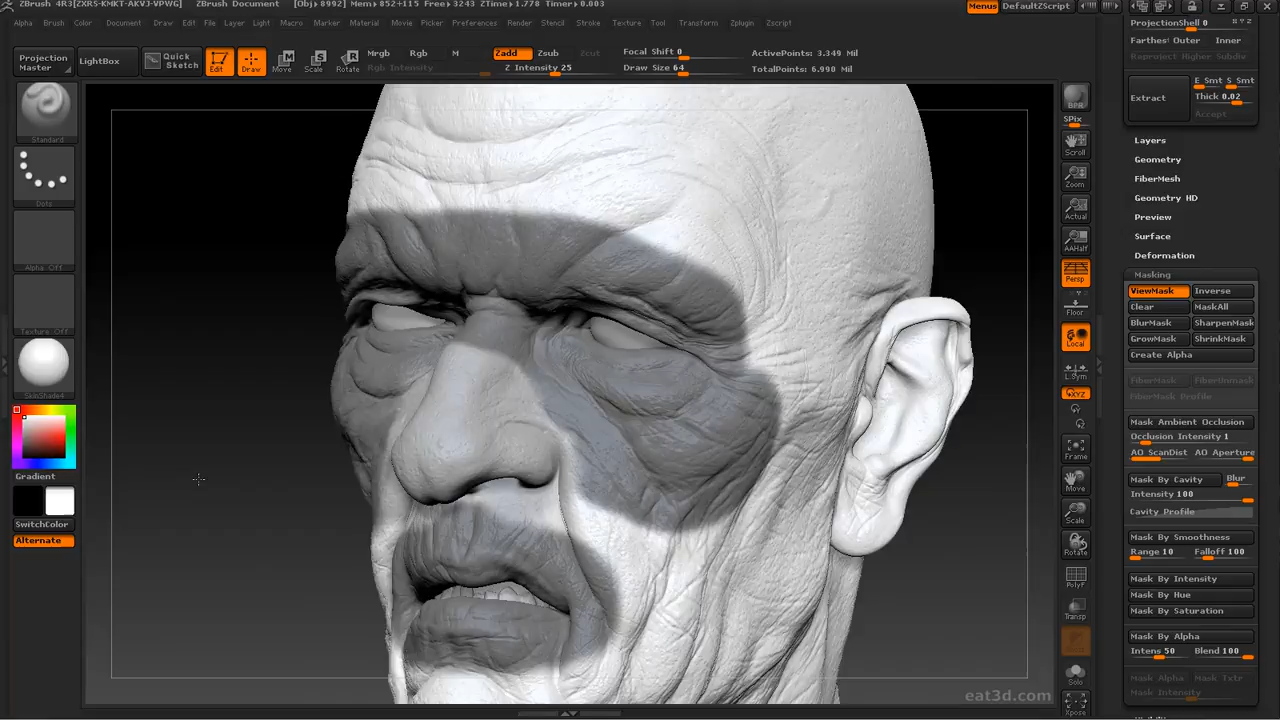 ZBrush 4R3[ZXRS-KMKT-AKVJ-VPWG] ZBrush Document [Obj▸8992] Mem▸852+115 Free▸3243 ZTime▸1.778 Timer▸0.003 Menus DefaultZScript
Alpha Brush Color Document Draw Edit File Layer Light Macro Marker Material Movie Picker Preferences Render Stencil Stroke Texture Tool Transform Zplugin Zscript
Projection Master
LightBox
Quick Sketch
Edit
Draw
Move
Scale
Rotate
Mrgb Rgb M
Rgb Intensity
Zadd Zsub Zcut
Z Intensity 25
Focal Shift 0
Draw Size 64
ActivePoints: 3.349 Mil
TotalPoints: 6.990 Mil
Standard
Dots
Alpha Off
Texture Off
SkinShade4
Gradient
SwitchColor
Alternate
BPR
SPix
Scroll
Zoom
Actual
AAHalf
Persp
Floor
Local
L.Sym
XYZ
Frame
Move
Scale
Rotate
PolyF
Transp
Solo
Xpose
ProjectionShell 0
Farthes Outer Inner
Reproject Higher Subdiv
Extract
E Smt S Smt
Thick 0.02
Accept
Layers
Geometry
FiberMesh
Geometry HD
Preview
Surface
Deformation
Masking
ViewMask Inverse
Clear MaskAll
BlurMask SharpenMask
GrowMask ShrinkMask
Create Alpha
FiberMask FiberUnmask
FiberMask Profile
Mask Ambient Occlusion
Occlusion Intensity 1
AO ScanDist AO Aperture
Mask By Cavity Blur
Intensity 100
Cavity Profile
Mask By Smoothness
Range 10 Falloff 100
Mask By Intensity
Mask By Hue
Mask By Saturation
Mask By Alpha
Intens 50 Blend 100
Mask Alpha Mask Txtr
Mask Intensity
eat3d.com